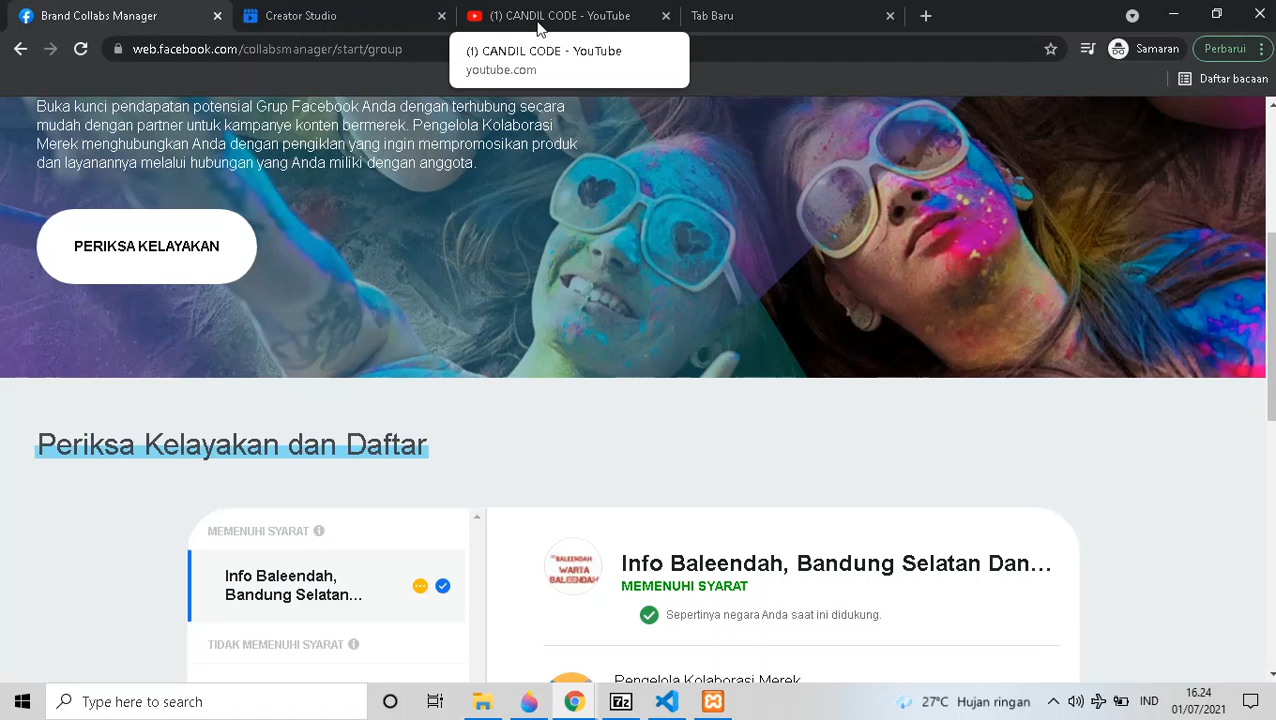 Brand Collabs Manager
Creator Studio
(1) CANDIL CODE - YouTube
Tab Baru
web.facebook.com/collabsmanager/start/group
Samaran
Perbarui
(1) CANDIL CODE - YouTube
youtube.com
Daftar bacaan
Buka kunci pendapatan potensial Grup Facebook Anda dengan terhubung secara
mudah dengan partner untuk kampanye konten bermerek. Pengelola Kolaborasi
Merek menghubungkan Anda dengan pengiklan yang ingin mempromosikan produk
dan layanannya melalui hubungan yang Anda miliki dengan anggota.
PERIKSA KELAYAKAN
Periksa Kelayakan dan Daftar
MEMENUHI SYARAT
Info Baleendah,
Bandung Selatan...
TIDAK MEMENUHI SYARAT
BALEENDAH
WARTA
BALEENDAH
Info Baleendah, Bandung Selatan Dan...
MEMENUHI SYARAT
Sepertinya negara Anda saat ini didukung.
Pengelola Kolaborasi Merek
Type here to search
27°C Hujan ringan
IND
16.24
01/07/2021